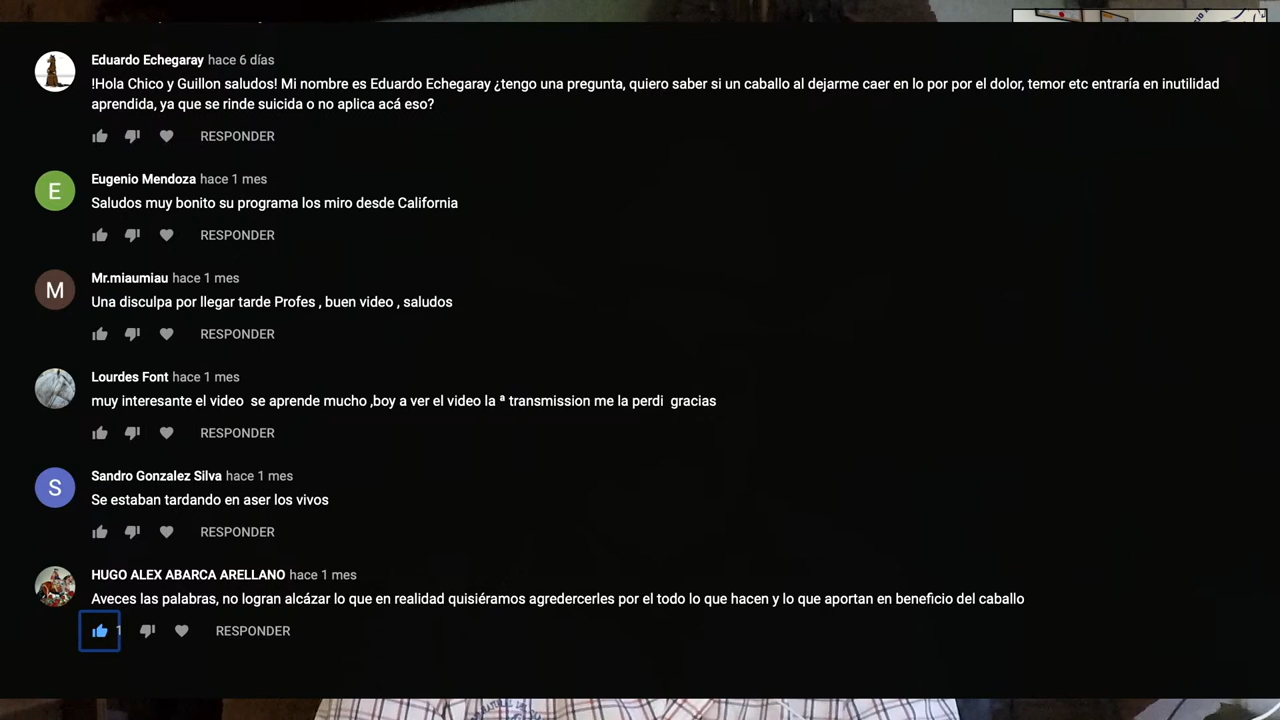 Eduardo Echegaray hace 6 días
!Hola Chico y Guillon saludos! Mi nombre es Eduardo Echegaray ¿tengo una pregunta, quiero saber si un caballo al dejarme caer en lo por por el dolor, temor etc entraría en inutilidad
aprendida, ya que se rinde suicida o no aplica acá eso?
RESPONDER
E
Eugenio Mendoza hace 1 mes
Saludos muy bonito su programa los miro desde California
RESPONDER
M
Mr.miaumiau hace 1 mes
Una disculpa por llegar tarde Profes , buen video , saludos
RESPONDER
Lourdes Font hace 1 mes
muy interesante el video se aprende mucho ,boy a ver el video la ª transmission me la perdi gracias
RESPONDER
S
Sandro Gonzalez Silva hace 1 mes
Se estaban tardando en aser los vivos
RESPONDER
HUGO ALEX ABARCA ARELLANO hace 1 mes
Aveces las palabras, no logran alcázar lo que en realidad quisiéramos agredercerles por el todo lo que hacen y lo que aportan en beneficio del caballo
1 RESPONDER